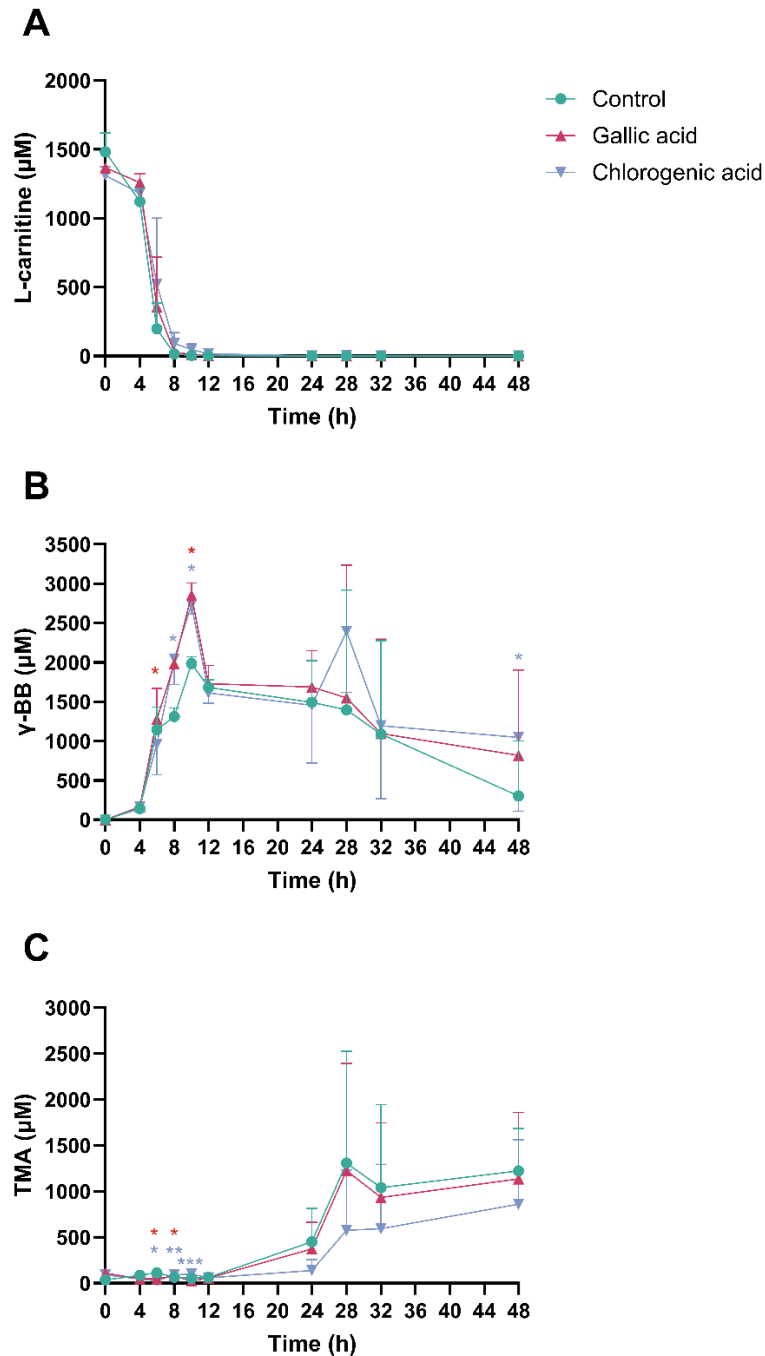 A
L-carnitine (µM)
2000
1500
1000
500
0
0 4 8 12 16 20 24 28 32 36 40 44 48
Time (h)
Control
Gallic acid
Chlorogenic acid
B
γ-BB (µM)
3500
3000
2500
2000
1500
1000
500
0
* * * * * *
0 4 8 12 16 20 24 28 32 36 40 44 48
Time (h)
C
TMA (µM)
3000
2500
2000
1500
1000
500
0
* *
* ** ***
0 4 8 12 16 20 24 28 32 36 40 44 48
Time (h)